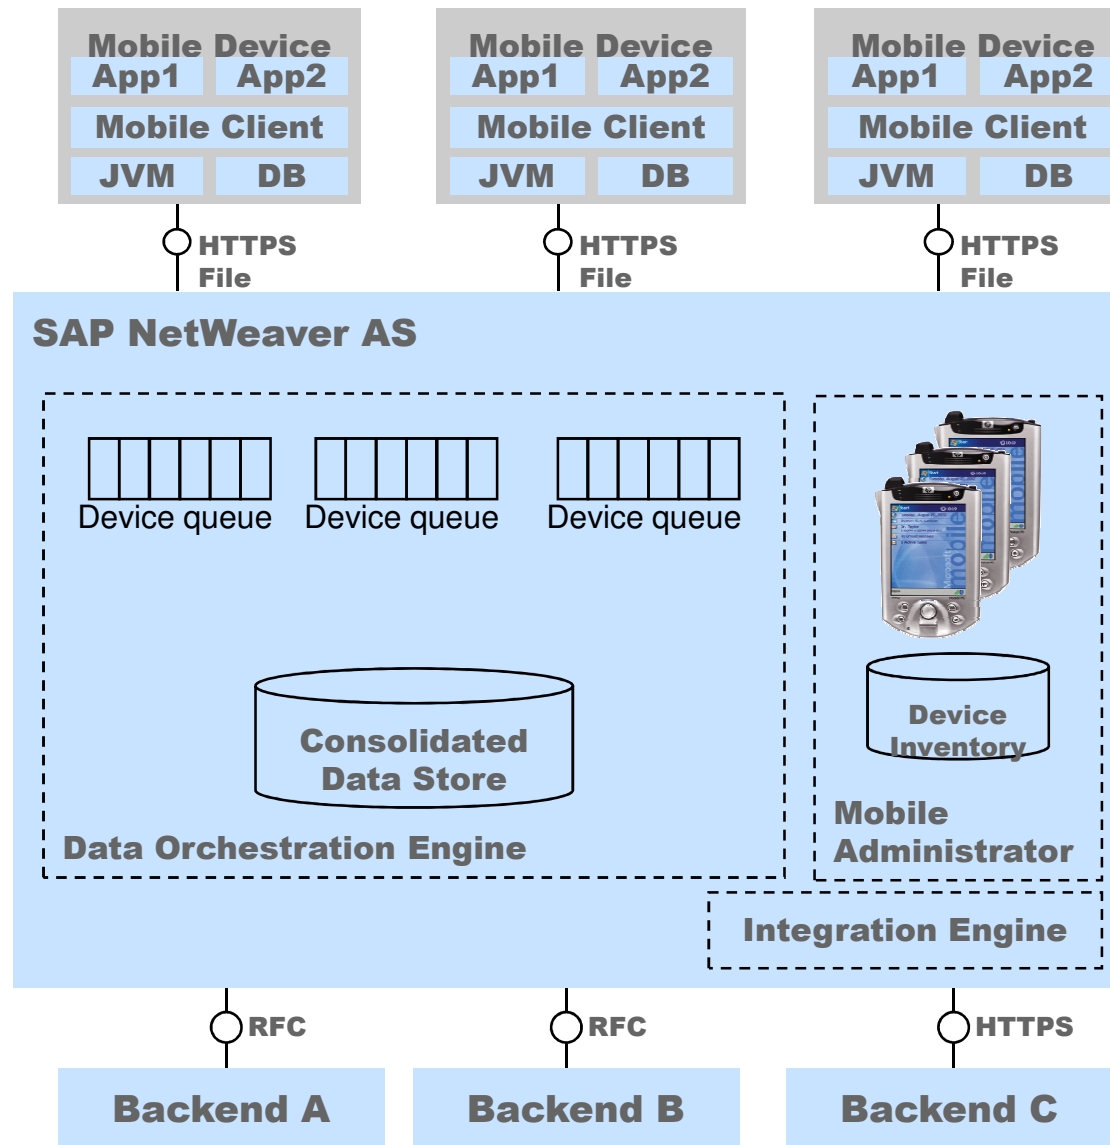 Mobile Device
App1 App2
Mobile Client
JVM DB
Mobile Device
App1 App2
Mobile Client
JVM DB
Mobile Device
App1 App2
Mobile Client
JVM DB
HTTPS
File
HTTPS
File
HTTPS
File
SAP NetWeaver AS
Device queue
Device queue
Device queue
Consolidated
Data Store
Data Orchestration Engine
Start
Microsoft
mobile
Device
Inventory
Mobile
Administrator
Integration Engine
RFC
RFC
HTTPS
Backend A
Backend B
Backend C